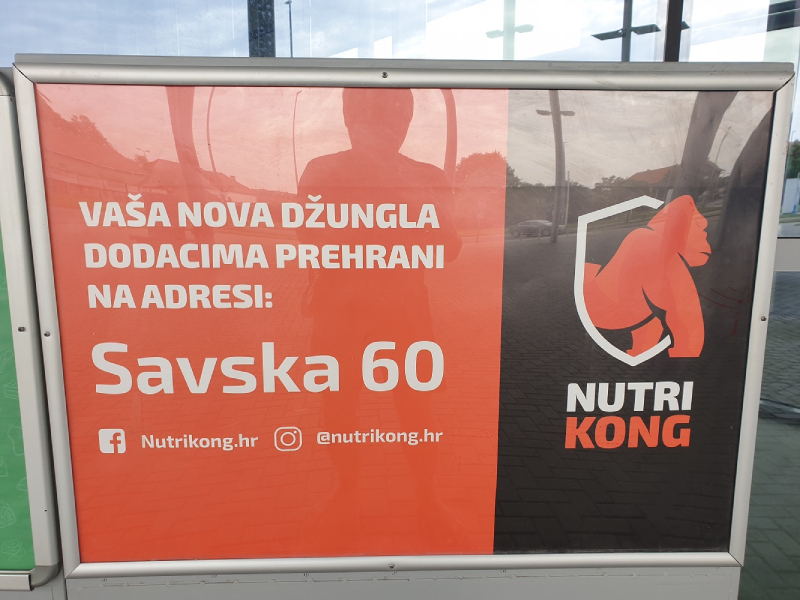 VAŠA NOVA DŽUNGLA
DODACIMA PREHRANI
NA ADRESI:
Savska 60
Nutrikong.hr @nutrikong.hr
NUTRI
KONG